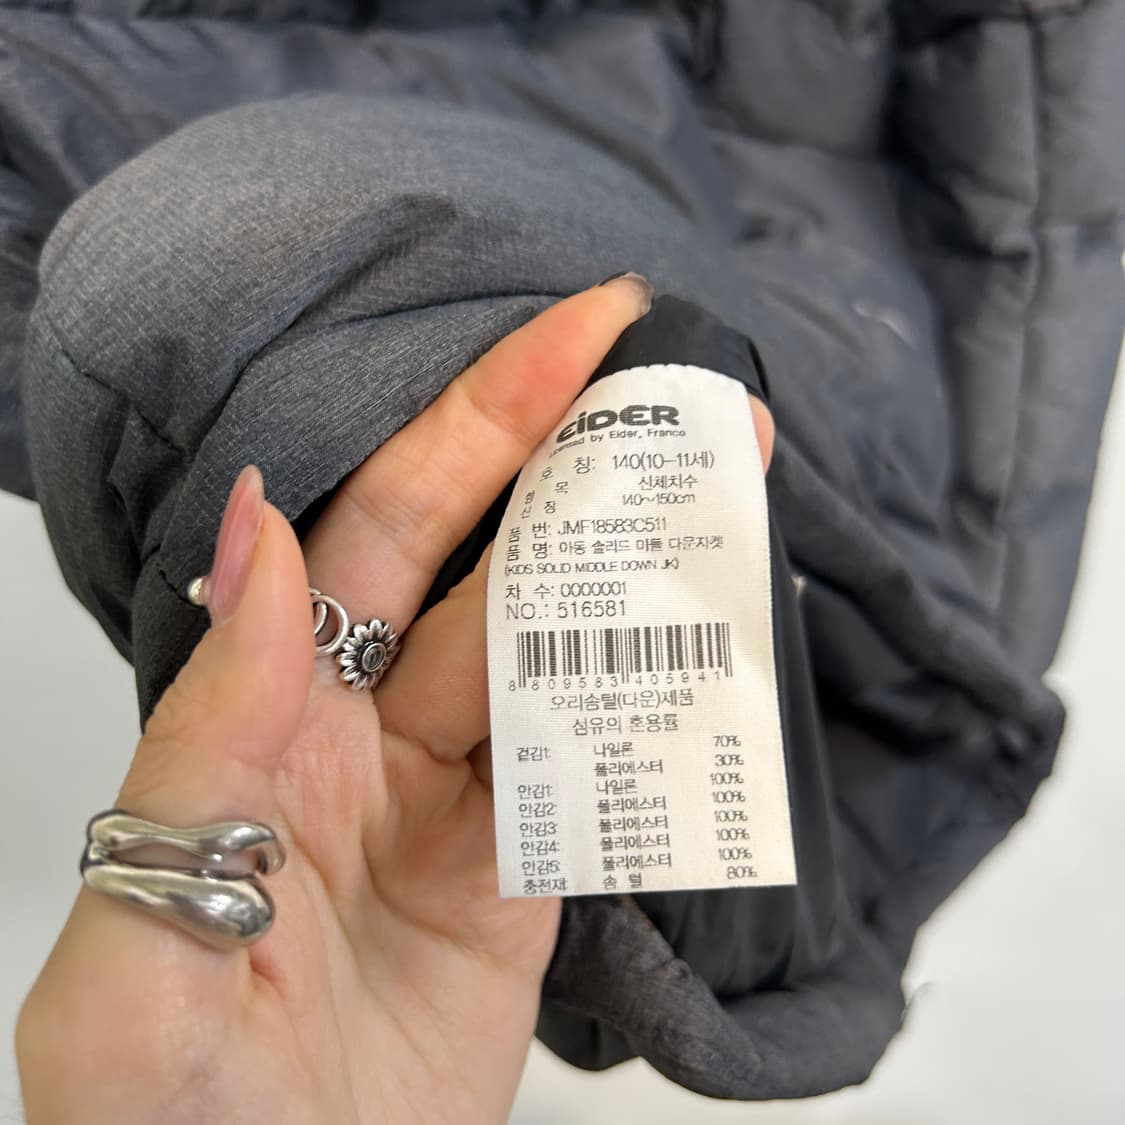 EiDER
Licensed by Eider, France
호 칭: 140(10-11세)
항 목 신체치수
신 장 140~150cm
품 번: JMF18583C511
품 명: 아동 솔리드 미들 다운자켓
(KIDS SOLID MIDDLE DOWN JK)
차 수: 0000001
NO.: 516581
8 809583 405941
오리솜털(다운)제품
섬유의 혼용률
겉감1: 나일론 70%
폴리에스터 30%
안감1: 나일론 100%
안감2: 폴리에스터 100%
안감3: 폴리에스터 100%
안감4: 폴리에스터 100%
안감5: 폴리에스터 100%
충전재: 솜 털 80%